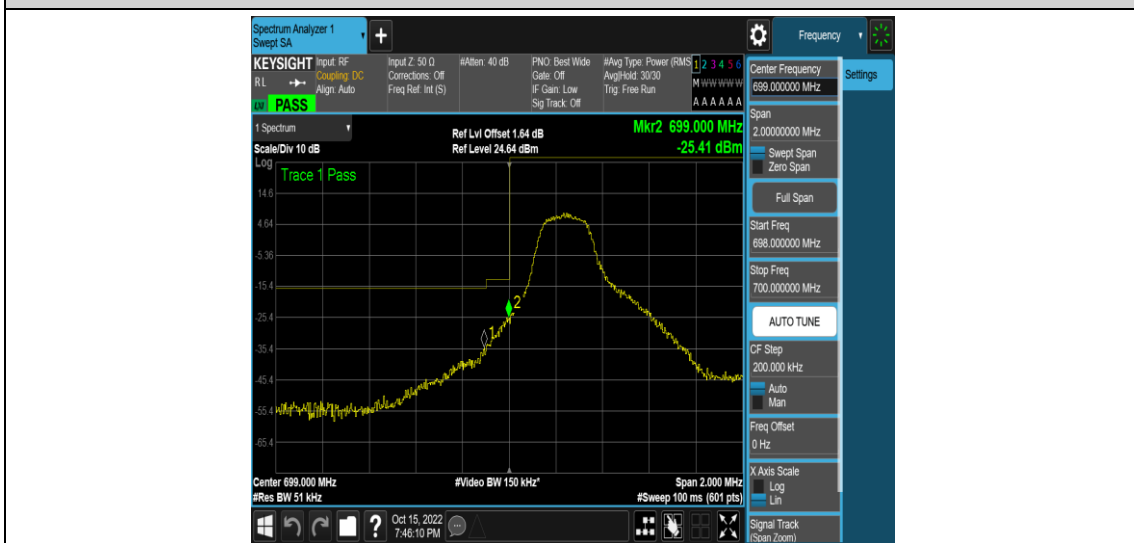 Spectrum Analyzer 1
Swept SA
Frequency
KEYSIGHT
RL
PASS
Input: RF
Coupling: DC
Align: Auto
Input Z: 50 Ω
Corrections: Off
Freq Ref: Int (S)
#Atten: 40 dB
PNO: Best Wide
Gate: Off
IF Gain: Low
Sig Track: Off
#Avg Type: Power (RMS
Avg|Hold: 30/30
Trig: Free Run
1 2 3 4 5 6
M W W W W W
A A A A A A
1 Spectrum
Scale/Div 10 dB
Ref Lvl Offset 1.64 dB
Ref Level 24.64 dBm
Mkr2 699.000 MHz
-25.41 dBm
Log
Trace 1 Pass
14.6
4.64
-5.36
-15.4
-25.4
-35.4
-45.4
-55.4
-65.4
1
2
Center 699.000 MHz
#Res BW 51 kHz
#Video BW 150 kHz*
Span 2.000 MHz
#Sweep 100 ms (601 pts)
Oct 15, 2022
7:46:10 PM
Center Frequency
699.000000 MHz
Span
2.00000000 MHz
Swept Span
Zero Span
Full Span
Start Freq
698.000000 MHz
Stop Freq
700.000000 MHz
AUTO TUNE
CF Step
200.000 kHz
Auto
Man
Freq Offset
0 Hz
X Axis Scale
Log
Lin
Signal Track
(Span Zoom)
Settings